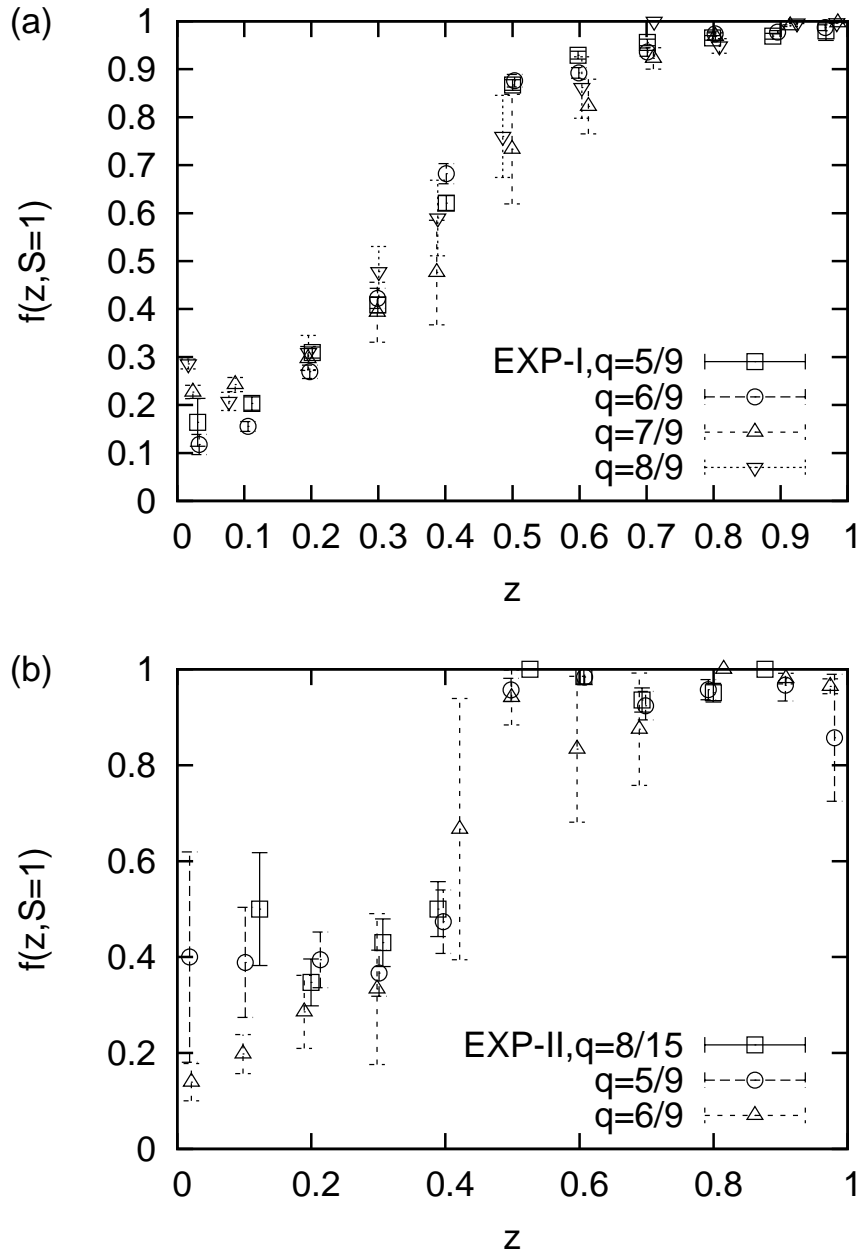 (a)
1
0.9
0.8
0.7
0.6
0.5
0.4
0.3
0.2
0.1
0
f(z,S=1)
EXP-I,q=5/9
q=6/9
q=7/9
q=8/9
0 0.1 0.2 0.3 0.4 0.5 0.6 0.7 0.8 0.9 1
z
(b)
1
0.8
0.6
0.4
0.2
0
f(z,S=1)
EXP-II,q=8/15
q=5/9
q=6/9
0 0.2 0.4 0.6 0.8 1
z